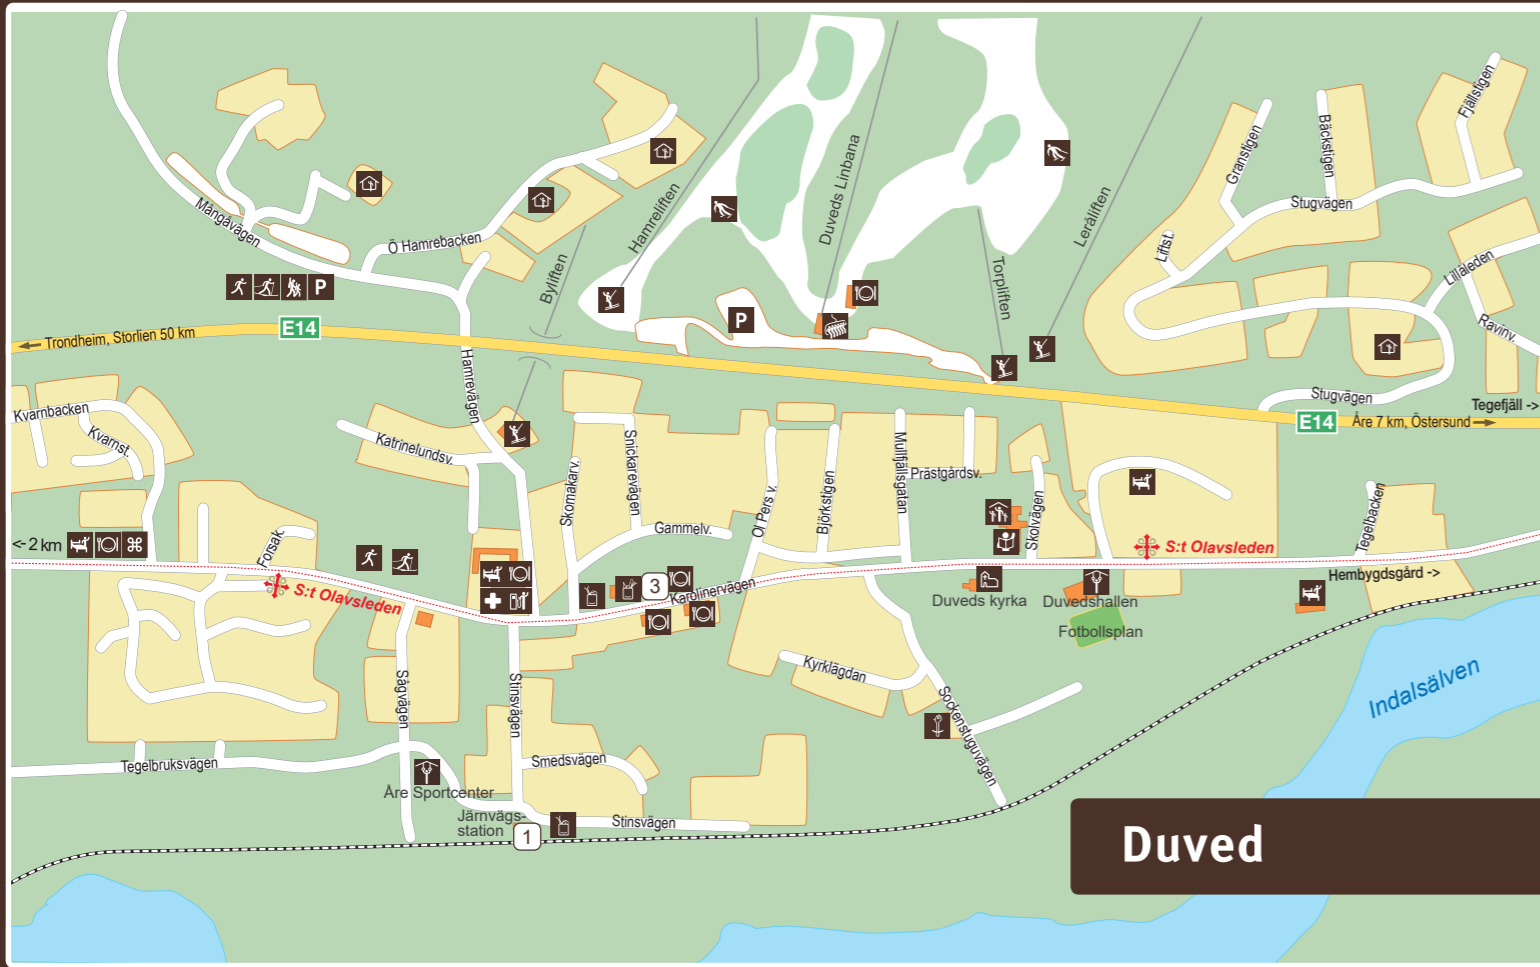 Fjällstigen
Granstigen
Bäckstigen
Stugvägen
Mångåvägen
Ö Hamrebacken
Hamreliften
Duveds Linbana
Leråliften
Liftst.
Lillåleden
Byliften
Torpliften
P
P
E14
Trondheim, Storlien 50 km
Raviny.
Hamrevägen
Stugvägen
Tegefjäll ->
E14
Åre 7 km, Östersund
Kvarnbacken
Kvarnst.
Katrinelundsv.
Snickarevägen
Skomakarv.
Mullfjällsgatan
Prästgårdsv.
Ol Pers v.
Björkstigen
Skolvägen
Tegelbacken
Gammelv.
<- 2 km
Forsak.
S:t Olavsleden
S:t Olavsleden
Hembygdsgård ->
3
Karolinervägen
Duveds kyrka
Duvedshallen
Fotbollsplan
Kyrklägdan
Sockenstuguvägen
Sågvägen
Stinsvägen
Indalsälven
Tegelbruksvägen
Smedsvägen
Åre Sportcenter
Järnvägs-
station
1
Stinsvägen
Duved